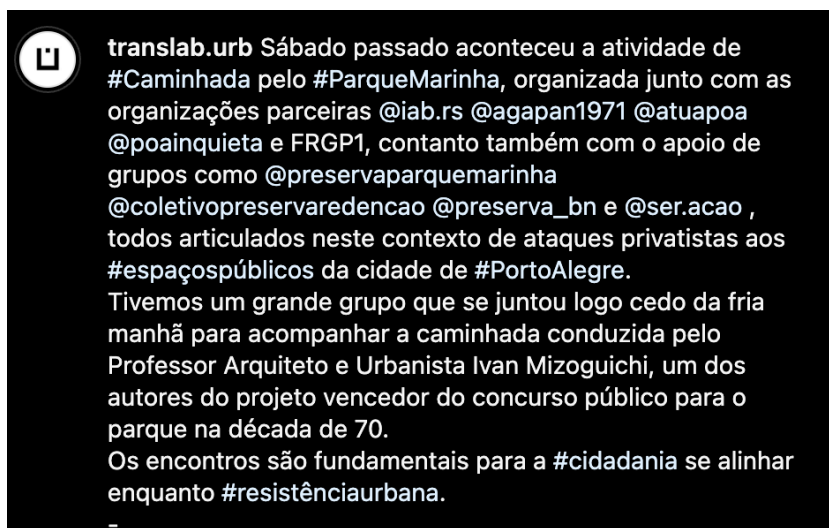 translab.urb Sábado passado aconteceu a atividade de
#Caminhada pelo #ParqueMarinha, organizada junto com as
organizações parceiras @iab.rs @agapan1971 @atuapoa
@poainquieta e FRGP1, contanto também com o apoio de
grupos como @preservaparquemarinha
@coletivopreservaredencao @preserva_bn e @ser.acao ,
todos articulados neste contexto de ataques privatistas aos
#espaçospúblicos da cidade de #PortoAlegre.
Tivemos um grande grupo que se juntou logo cedo da fria
manhã para acompanhar a caminhada conduzida pelo
Professor Arquiteto e Urbanista Ivan Mizoguichi, um dos
autores do projeto vencedor do concurso público para o
parque na década de 70.
Os encontros são fundamentais para a #cidadania se alinhar
enquanto #resistênciaurbana.
-